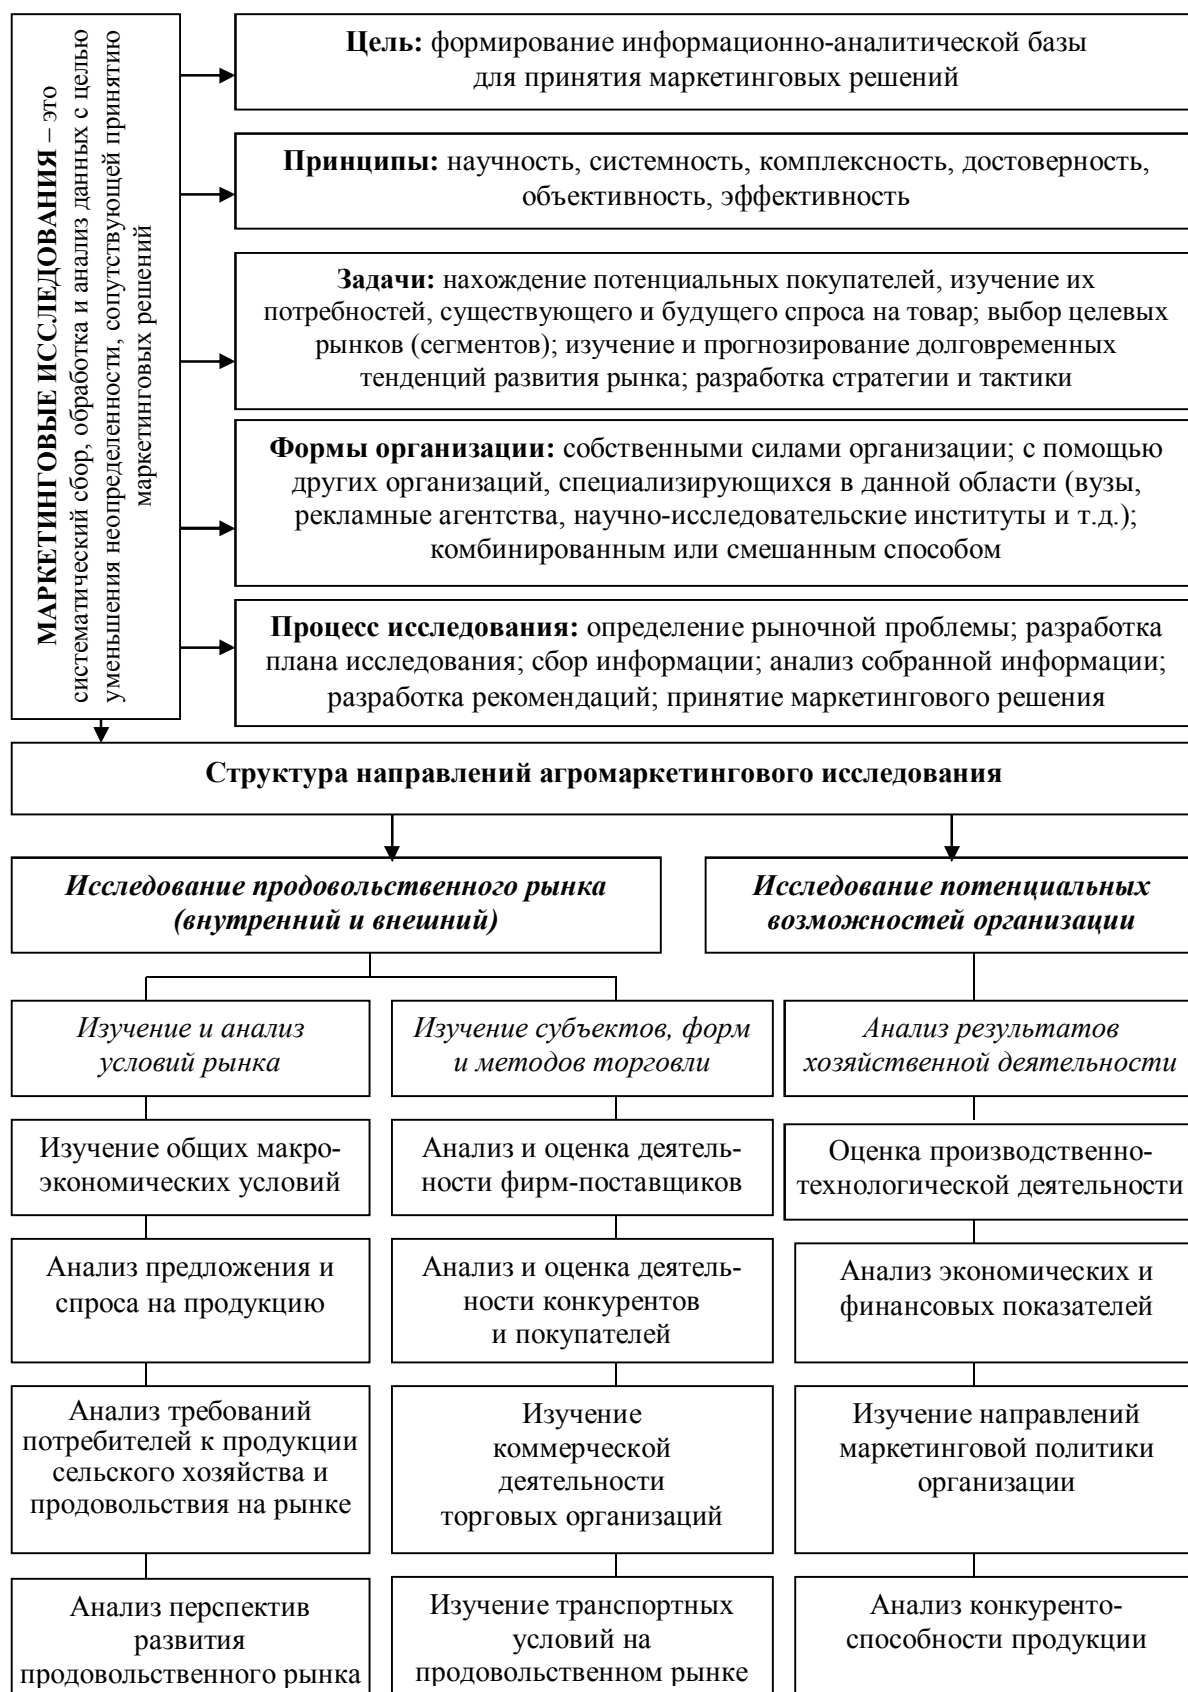 МАРКЕТИНГОВЫЕ ИССЛЕДОВАНИЯ – это
систематический сбор, обработка и анализ данных с целью
уменьшения неопределенности, сопутствующей принятию
маркетинговых решений
Цель: формирование информационно-аналитической базы
для принятия маркетинговых решений
Принципы: научность, системность, комплексность, достоверность,
объективность, эффективность
Задачи: нахождение потенциальных покупателей, изучение их
потребностей, существующего и будущего спроса на товар; выбор целевых
рынков (сегментов); изучение и прогнозирование долговременных
тенденций развития рынка; разработка стратегии и тактики
Формы организации: собственными силами организации; с помощью
других организаций, специализирующихся в данной области (вузы,
рекламные агентства, научно-исследовательские институты и т.д.);
комбинированным или смешанным способом
Процесс исследования: определение рыночной проблемы; разработка
плана исследования; сбор информации; анализ собранной информации;
разработка рекомендаций; принятие маркетингового решения
Структура направлений агромаркетингового исследования
Исследование продовольственного рынка
(внутренний и внешний)
Исследование потенциальных
возможностей организации
Изучение и анализ
условий рынка
Изучение субъектов, форм
и методов торговли
Анализ результатов
хозяйственной деятельности
Изучение общих макро-
экономических условий
Анализ и оценка деятель-
ности фирм-поставщиков
Оценка производственно-
технологической деятельности
Анализ предложения и
спроса на продукцию
Анализ и оценка деятель-
ности конкурентов
и покупателей
Анализ экономических и
финансовых показателей
Анализ требований
потребителей к продукции
сельского хозяйства и
продовольствия на рынке
Изучение
коммерческой
деятельности
торговых организаций
Изучение направлений
маркетинговой политики
организации
Анализ перспектив
развития
продовольственного рынка
Изучение транспортных
условий на
продовольственном рынке
Анализ конкуренто-
способности продукции